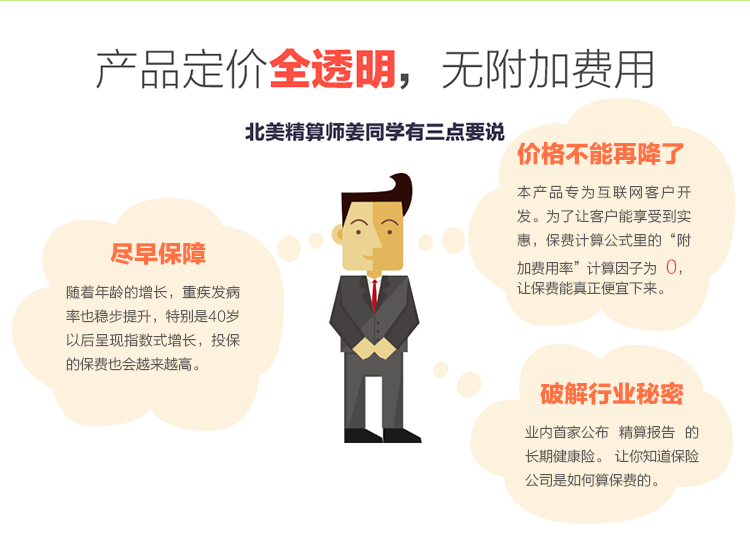 产品定价全透明，无附加费用
北美精算师姜同学有三点要说
价格不能再降了
本产品专为互联网客户开
发。为了让客户能享受到实
惠，保费计算公式里的“附
加费用率”计算因子为 0，
让保费能真正便宜下来。
尽早保障
随着年龄的增长，重疾发病
率也稳步提升，特别是40岁
以后呈现指数式增长，投保
的保费也会越来越高。
破解行业秘密
业内首家公布 精算报告 的
长期健康险。 让你知道保险
公司是如何算保费的。